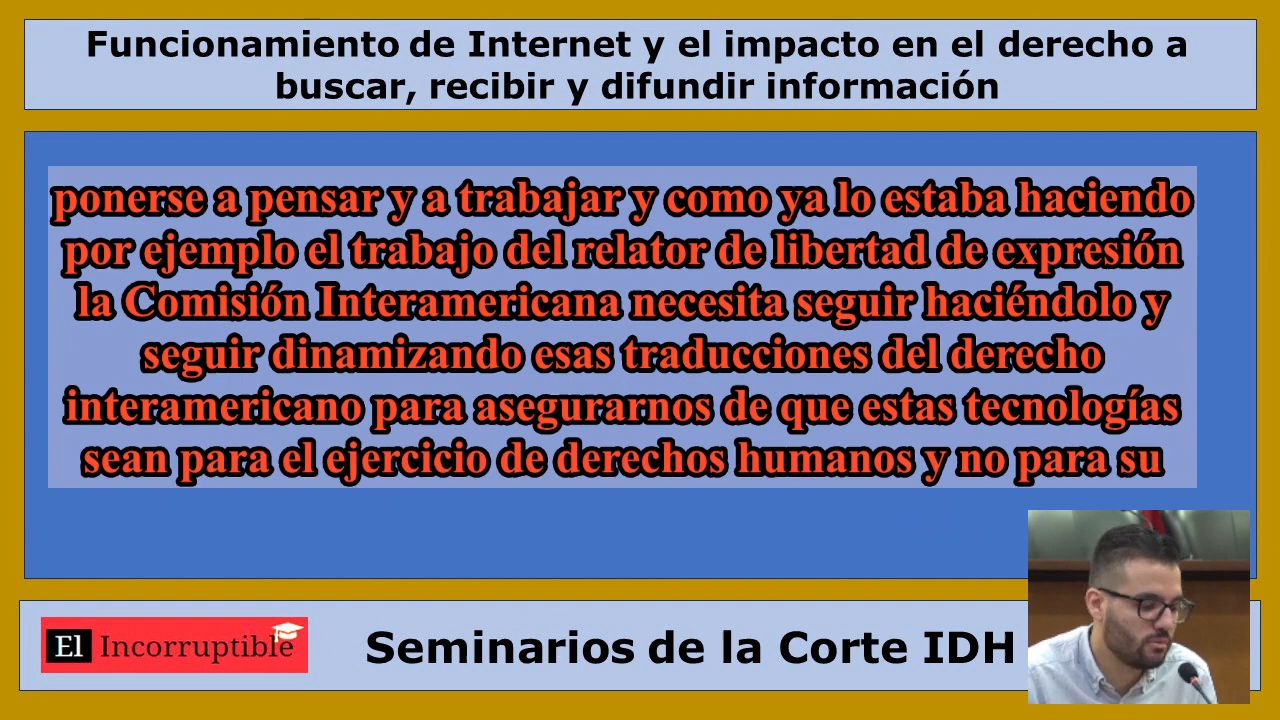 Funcionamiento de Internet y el impacto en el derecho a
buscar, recibir y difundir información
ponerse a pensar y a trabajar y como ya lo estaba haciendo
por ejemplo el trabajo del relator de libertad de expresión
la Comisión Interamericana necesita seguir haciéndolo y
seguir dinamizando esas traducciones del derecho
interamericano para asegurarnos de que estas tecnologías
sean para el ejercicio de derechos humanos y no para su
El Incorruptible
Seminarios de la Corte IDH